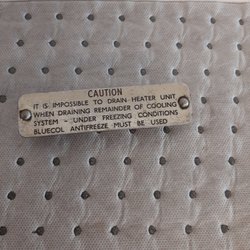 CAUTION
IT IS IMPOSSIBLE TO DRAIN HEATER UNIT
WHEN DRAINING REMAINDER OF COOLING
SYSTEM - UNDER FREEZING CONDITIONS
BLUECOL ANTIFREEZE MUST BE USED